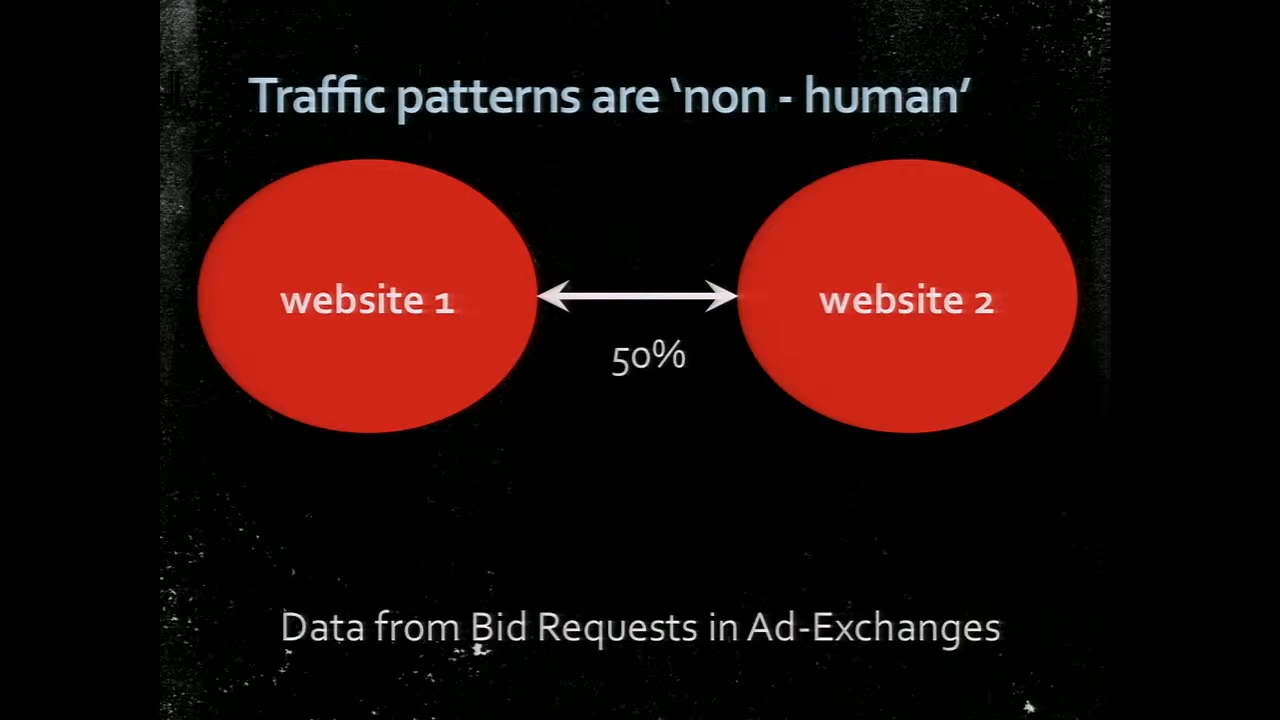 Traffic patterns are ‘non - human’
website 1
website 2
50%
Data from Bid Requests in Ad-Exchanges